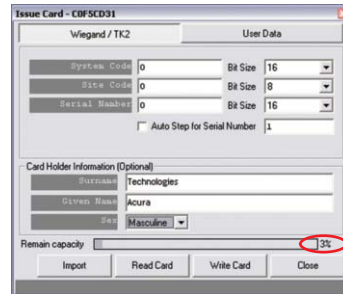 Issue Card - C0F5CD31
Wiegand / TK2 User Data
System Code 0 Bit Size 16
Site Code 0 Bit Size 8
Serial Number 0 Bit Size 16
Auto Step for Serial Number 1
Card Holder Information (Optional)
Surname Technologies
Given Name Acura
Sex Masculine
Remain capacity 3%
Import Read Card Write Card Close